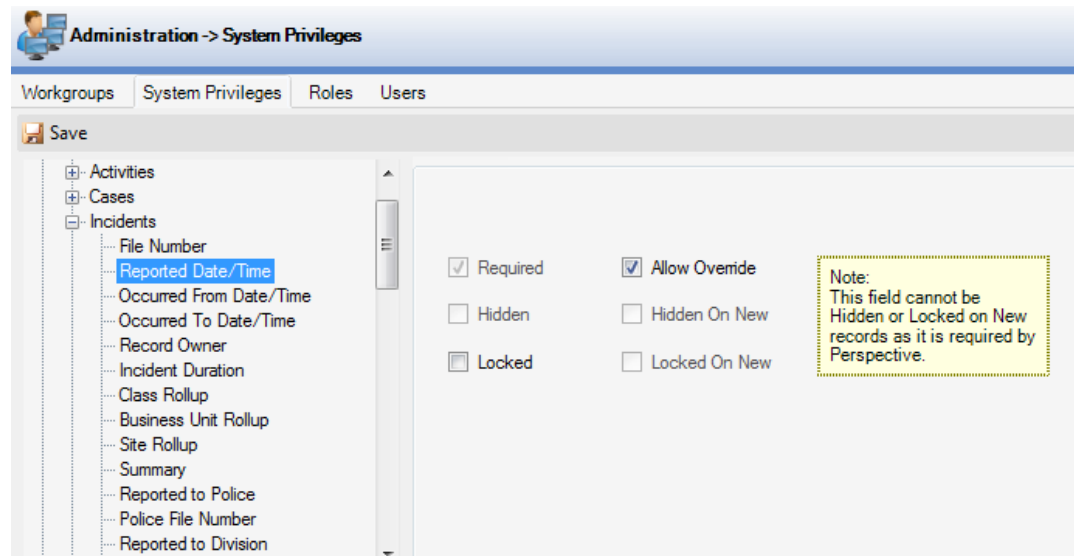 Administration -> System Privileges
Workgroups System Privileges Roles Users
Save
Activities
Cases
Incidents
File Number
Reported Date/Time
Occurred From Date/Time
Occurred To Date/Time
Record Owner
Incident Duration
Class Rollup
Business Unit Rollup
Site Rollup
Summary
Reported to Police
Police File Number
Reported to Division
Required Allow Override
Hidden Hidden On New
Locked Locked On New
Note:
This field cannot be
Hidden or Locked on New
records as it is required by
Perspective.